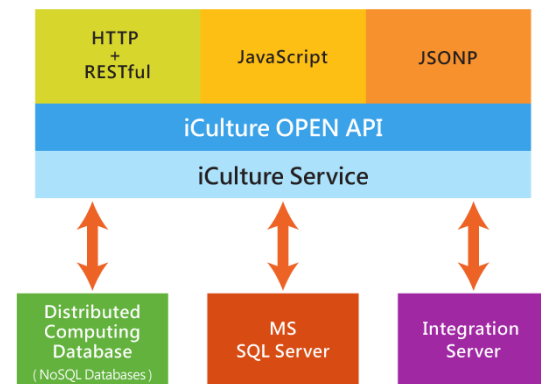 HTTP
+
RESTful
JavaScript
JSONP
iCulture OPEN API
iCulture Service
Distributed
Computing
Database
( NoSQL Databases )
MS
SQL Server
Integration
Server